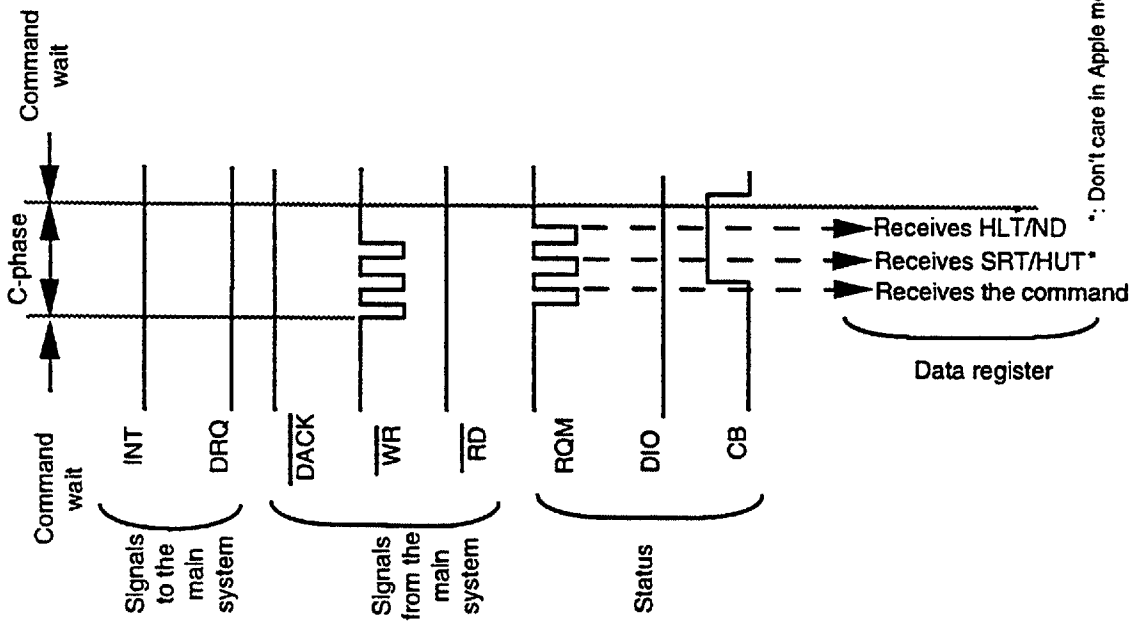 Command
wait
C-phase
Command
wait
INT
DRQ
DACK
WR
RD
RQM
DIO
CB
Signals
to the
main
system
Signals
from the
main
system
Status
Receives HLT/ND
Receives SRT/HUT*
Receives the command
Data register
*: Don't care in Apple